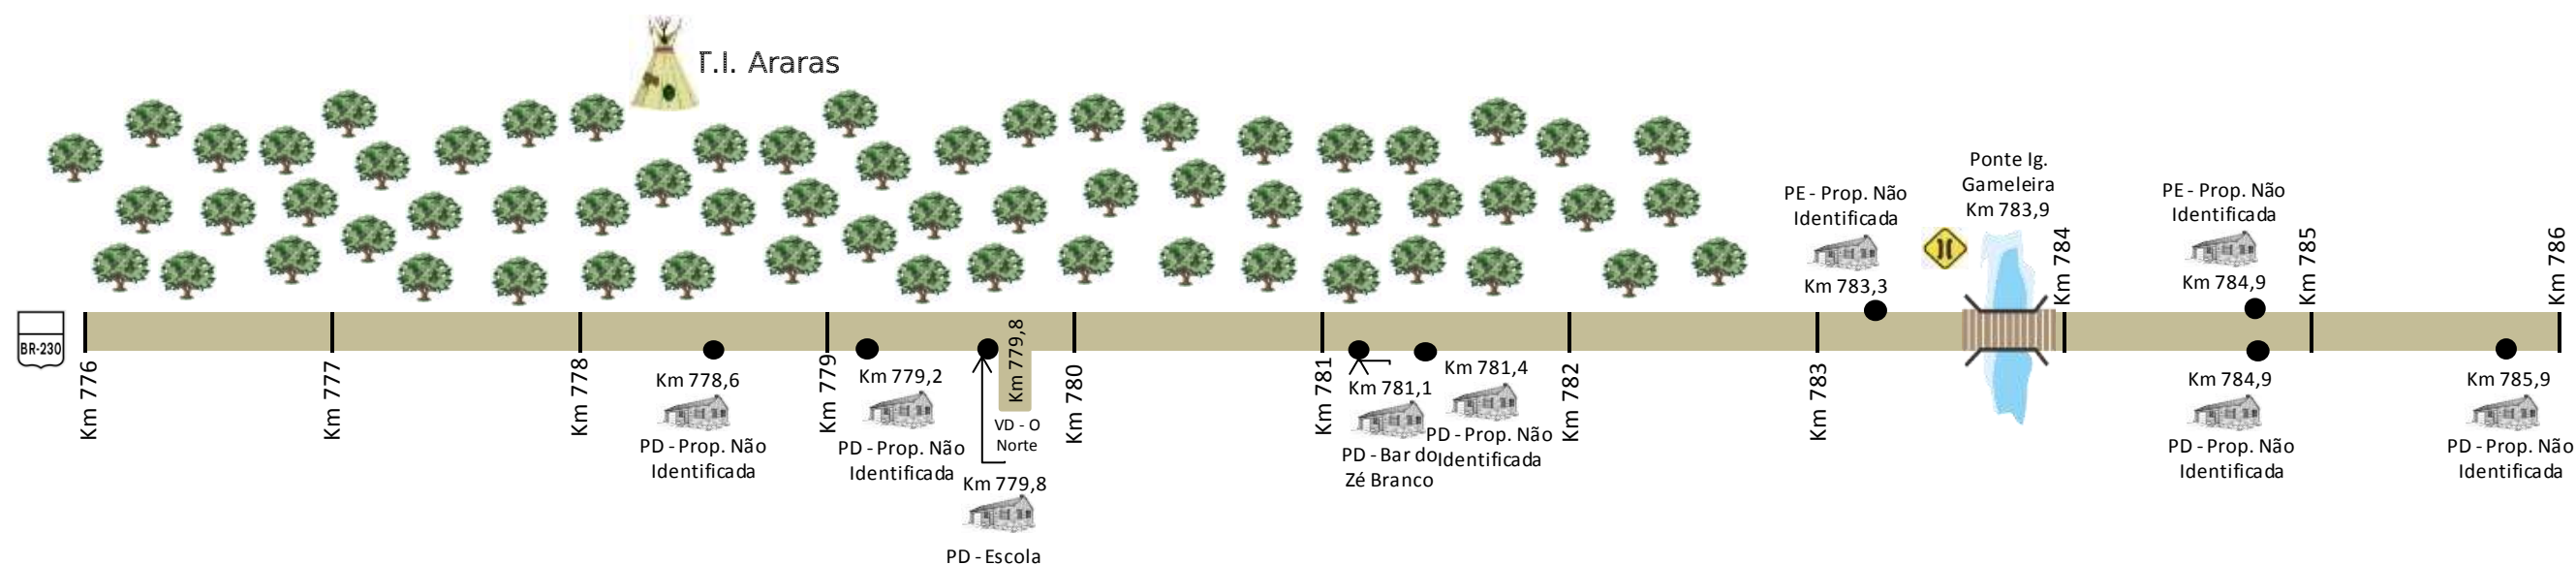 T.I. Araras
BR-230
Km 776
Km 777
Km 778
Km 778,6
PD - Prop. Não
Identificada
Km 779
Km 779,2
PD - Prop. Não
Identificada
Km 779,8
VD - O
Norte
Km 779,8
PD - Escola
Km 780
Km 781
Km 781,1
PD - Bar do
Zé Branco
Km 781,4
PD - Prop. Não
Identificada
Km 782
Km 783
PE - Prop. Não
Identificada
Km 783,3
Ponte Ig.
Gameleira
Km 783,9
Km 784
PE - Prop. Não
Identificada
Km 784,9
Km 784,9
PD - Prop. Não
Identificada
Km 785
Km 785,9
PD - Prop. Não
Identificada
Km 786